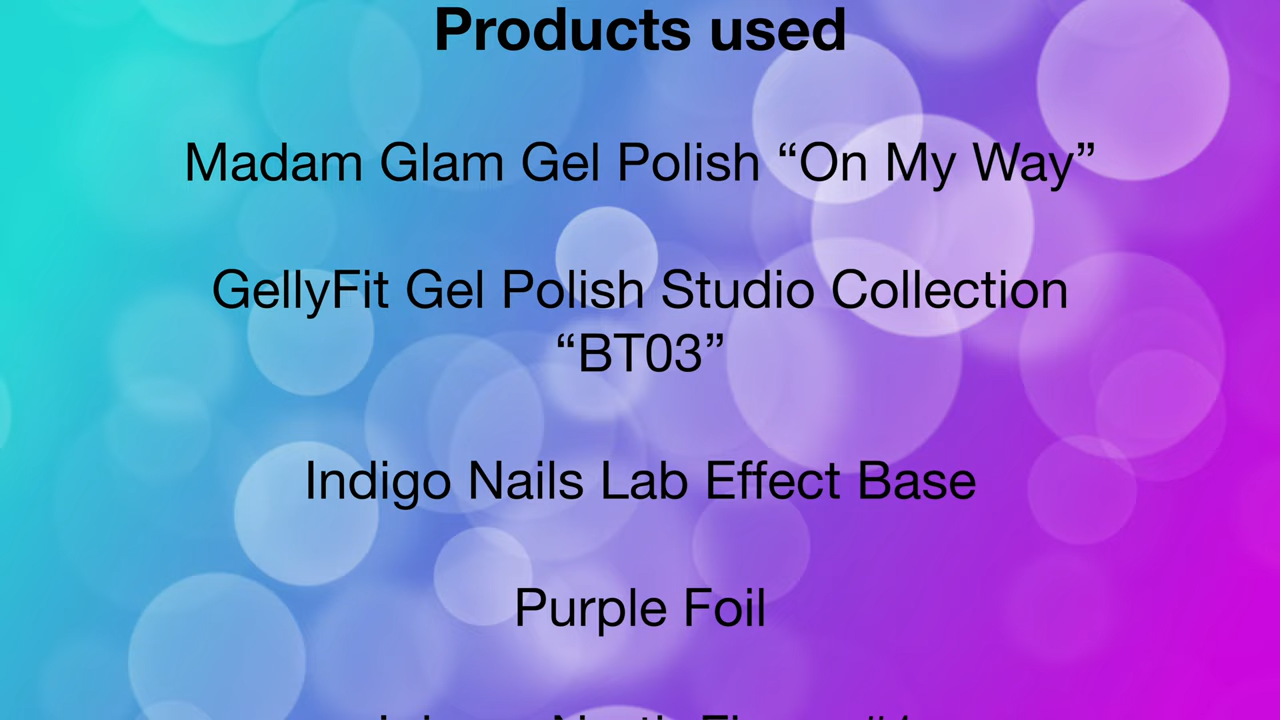 Products used
Madam Glam Gel Polish “On My Way”
GellyFit Gel Polish Studio Collection
“BT03”
Indigo Nails Lab Effect Base
Purple Foil